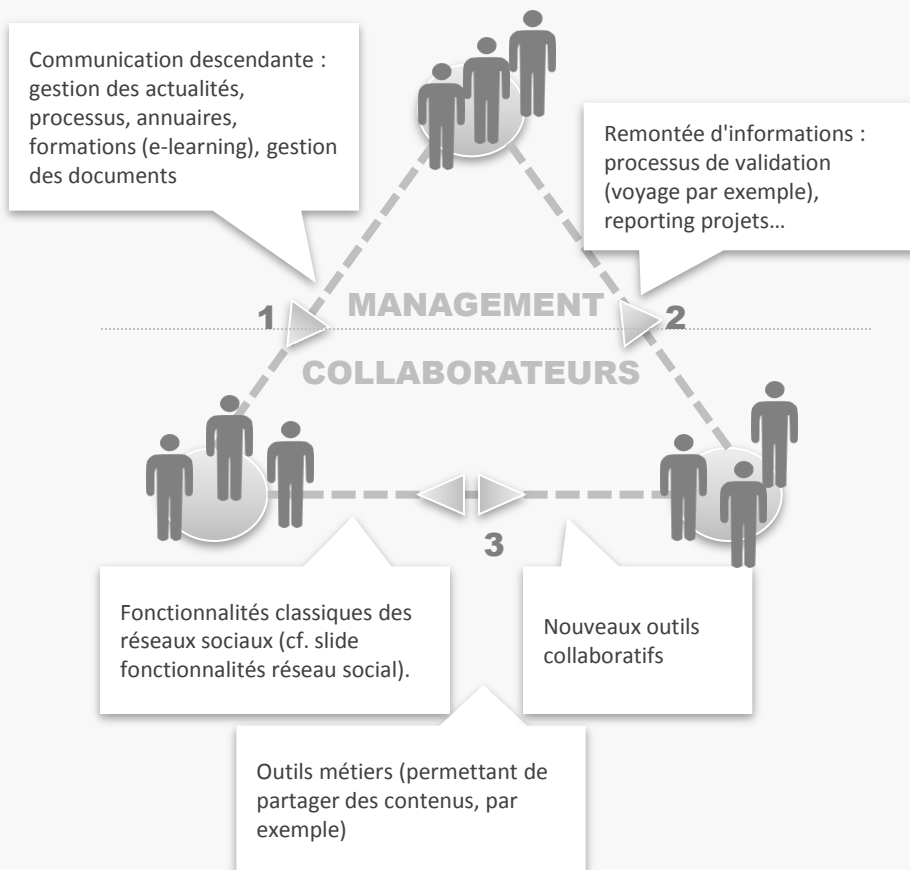 Communication descendante :
gestion des actualités,
processus, annuaires,
formations (e-learning), gestion
des documents
Remontée d'informations :
processus de validation
(voyage par exemple),
reporting projets…
1
MANAGEMENT
2
COLLABORATEURS
3
Fonctionnalités classiques des
réseaux sociaux (cf. slide
fonctionnalités réseau social).
Nouveaux outils
collaboratifs
Outils métiers (permettant de
partager des contenus, par
exemple)